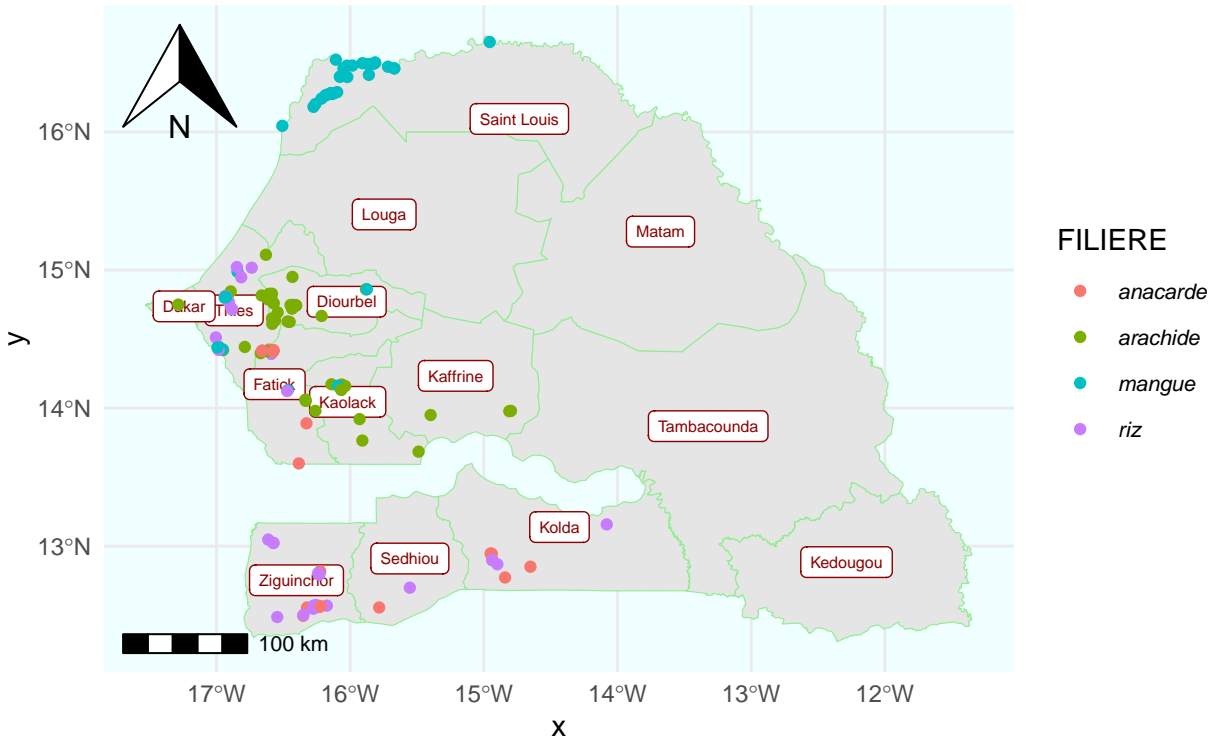 N
Saint Louis
16°N
Louga
Matam
15°N
Dakar
Thies
Diourbel
y
Fatick
Kaolack
Kaffrine
14°N
Tambacounda
Kolda
13°N
Sedhiou
Kedougou
Ziguinchor
100 km
17°W
16°W
15°W
14°W
13°W
12°W
x
FILIERE
anacarde
arachide
mangue
riz